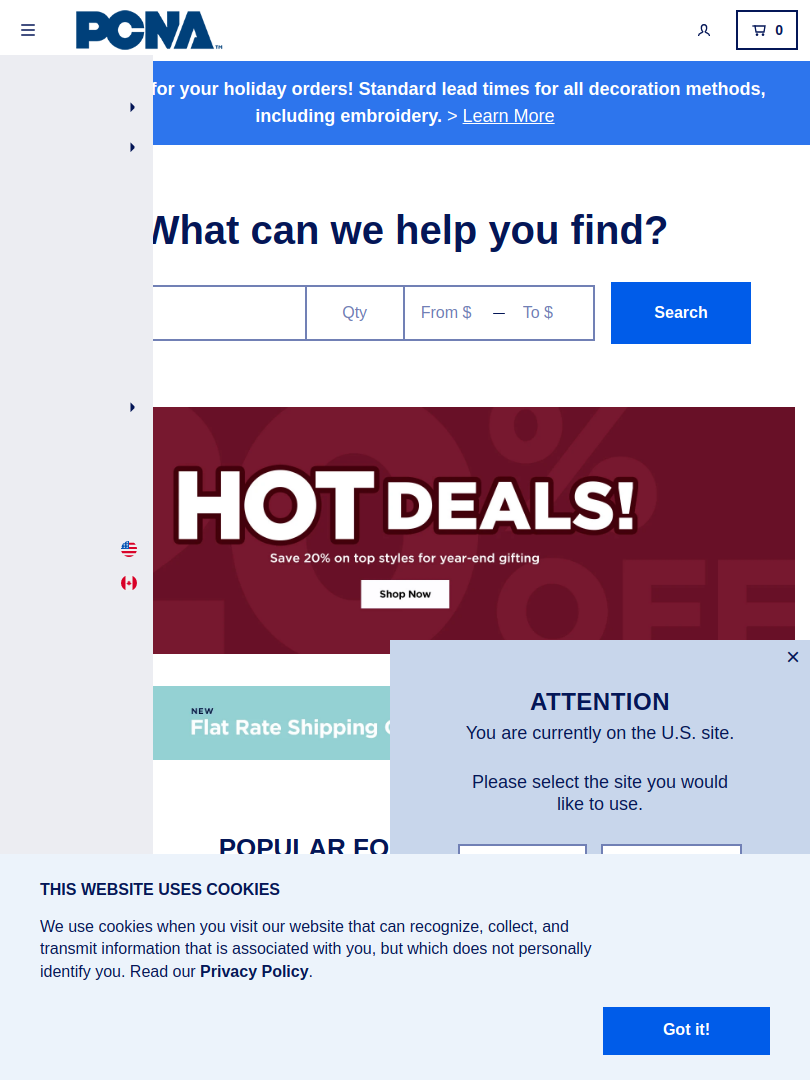 PCNA™
0
for your holiday orders! Standard lead times for all decoration methods,
including embroidery. > Learn More
What can we help you find?
Qty
From $
—
To $
Search
20% OFF
HOT DEALS!
Save 20% on top styles for year-end gifting
Shop Now
NEW
Flat Rate Shipping
×
ATTENTION
You are currently on the U.S. site.
Please select the site you would
like to use.
POPULAR FO
THIS WEBSITE USES COOKIES
We use cookies when you visit our website that can recognize, collect, and
transmit information that is associated with you, but which does not personally
identify you. Read our Privacy Policy.
Got it!